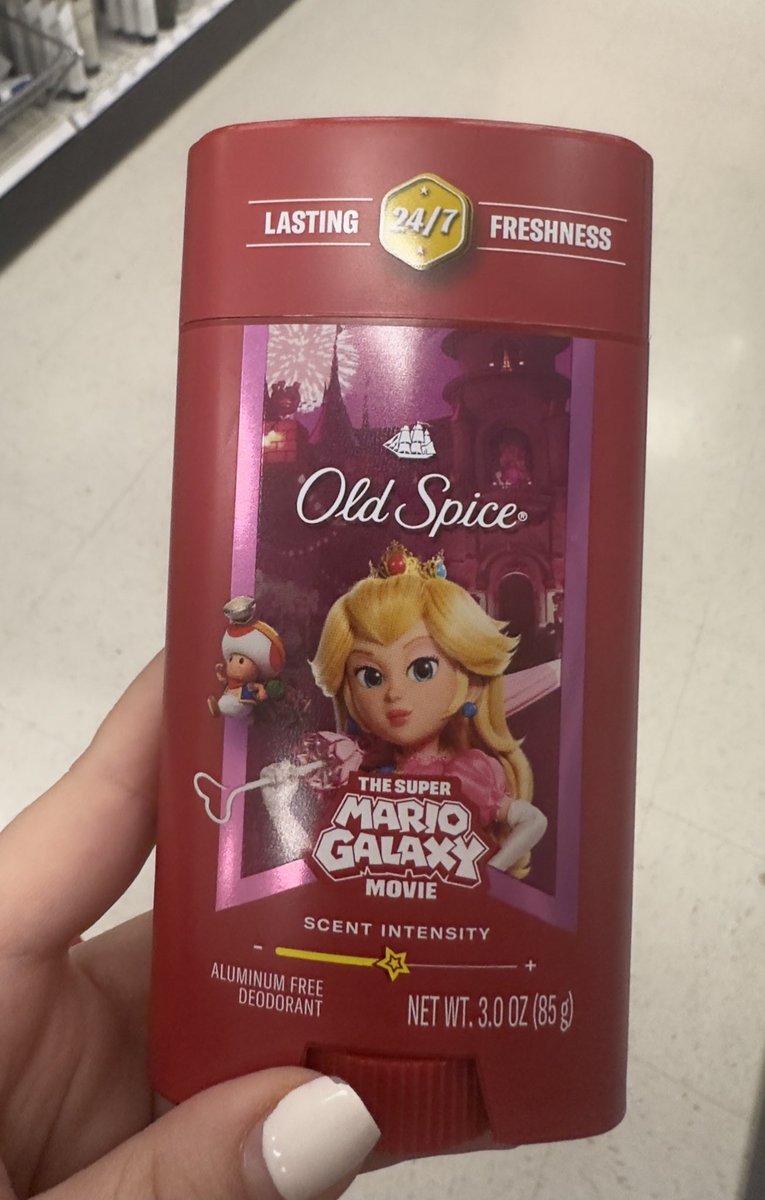 LASTING 24/7 FRESHNESS
Old Spice®
THE SUPER
MARIO
GALAXY
MOVIE
SCENT INTENSITY
- +
ALUMINUM FREE
DEODORANT
NET WT. 3.0 OZ (85 g)